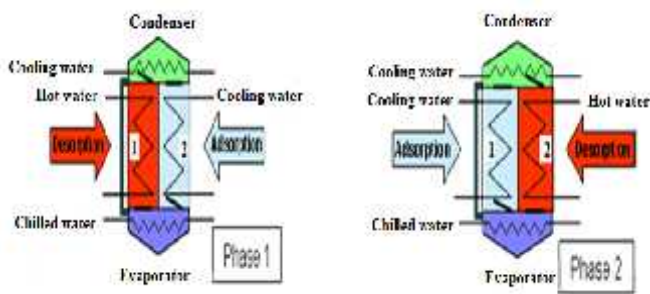 Condenser
Cooling water
Hot water
Cooling water
Desorption
1
2
Adsorption
Chilled water
Evaporator
Phase 1
Condenser
Cooling water
Cooling water
Hot water
Adsorption
1
2
Desorption
Chilled water
Evaporator
Phase 2